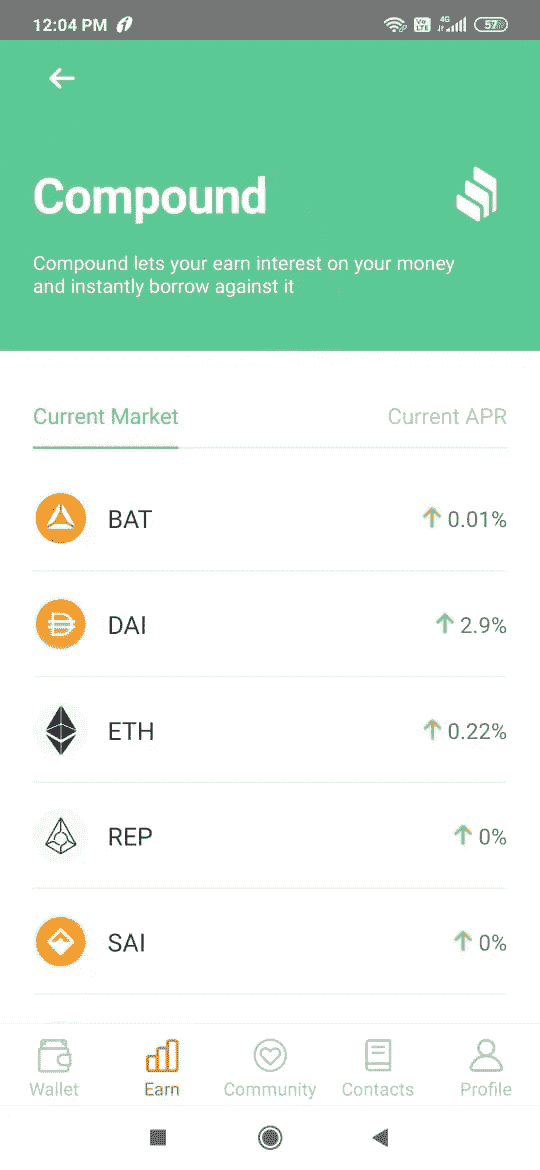 12:04 PM
Vo LTE 4G 57
Compound
Compound lets your earn interest on your money
and instantly borrow against it
Current Market Current APR
BAT 0.01%
DAI 2.9%
ETH 0.22%
REP 0%
SAI 0%
Wallet Earn Community Contacts Profile